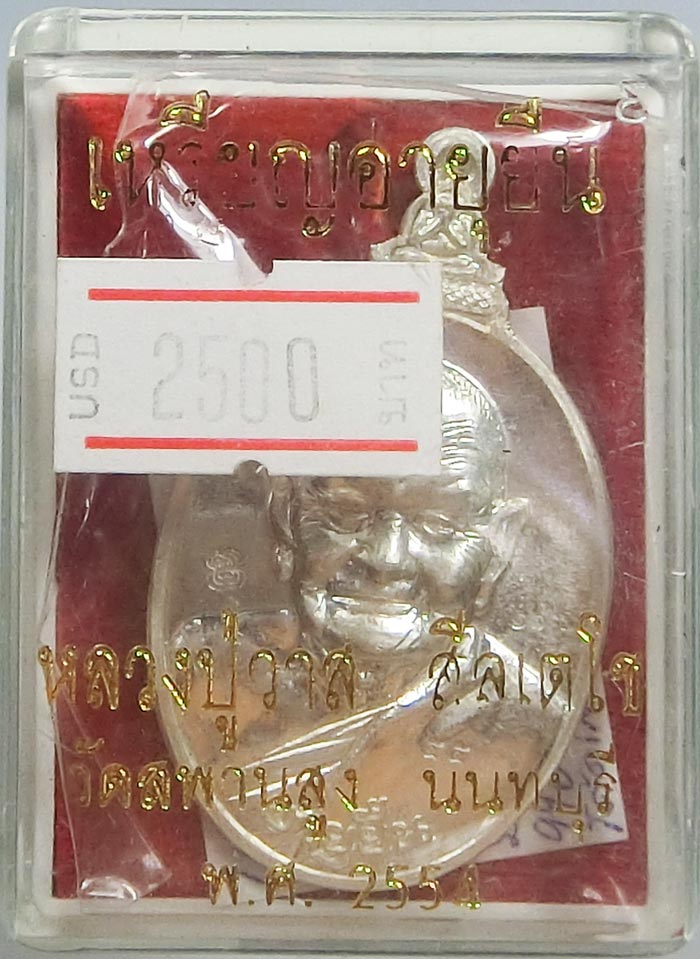 เหรียญอายุยืน
USD 2500 บาท
หลวงปู่วาส สีลเตโช
วัดสพานสูง นนทบุรี
พ.ศ. 2554